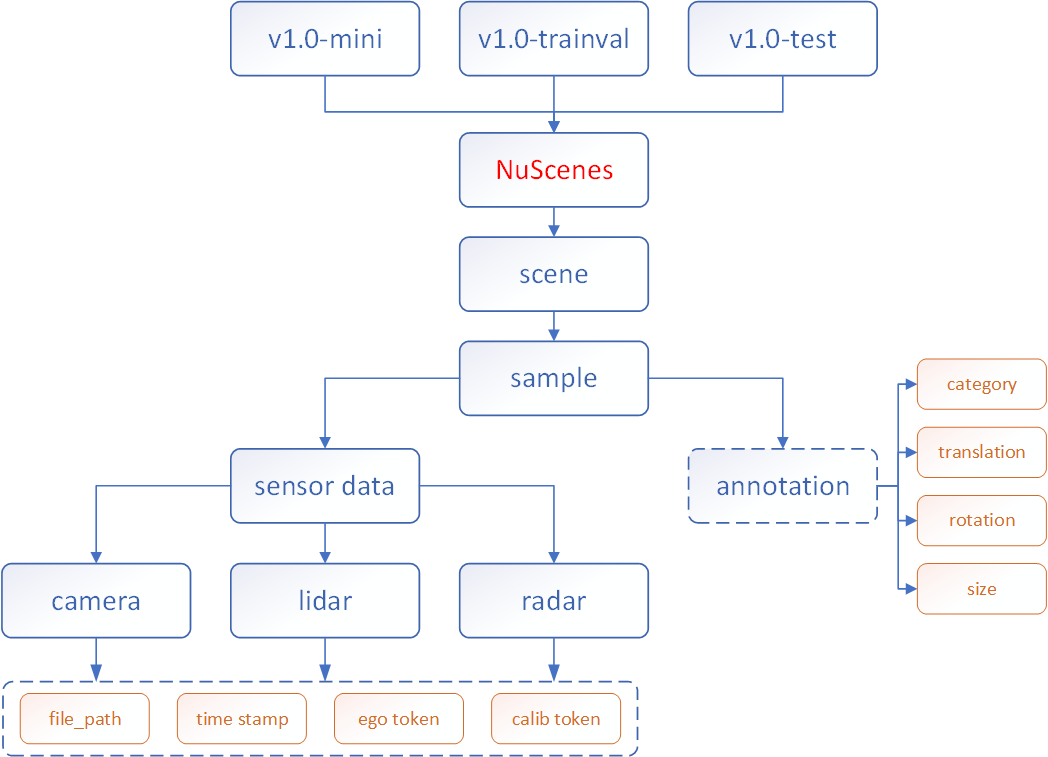 v1.0-mini
v1.0-trainval
v1.0-test
NuScenes
scene
sample
category
translation
rotation
size
sensor data
annotation
camera
lidar
radar
file_path
time stamp
ego token
calib token